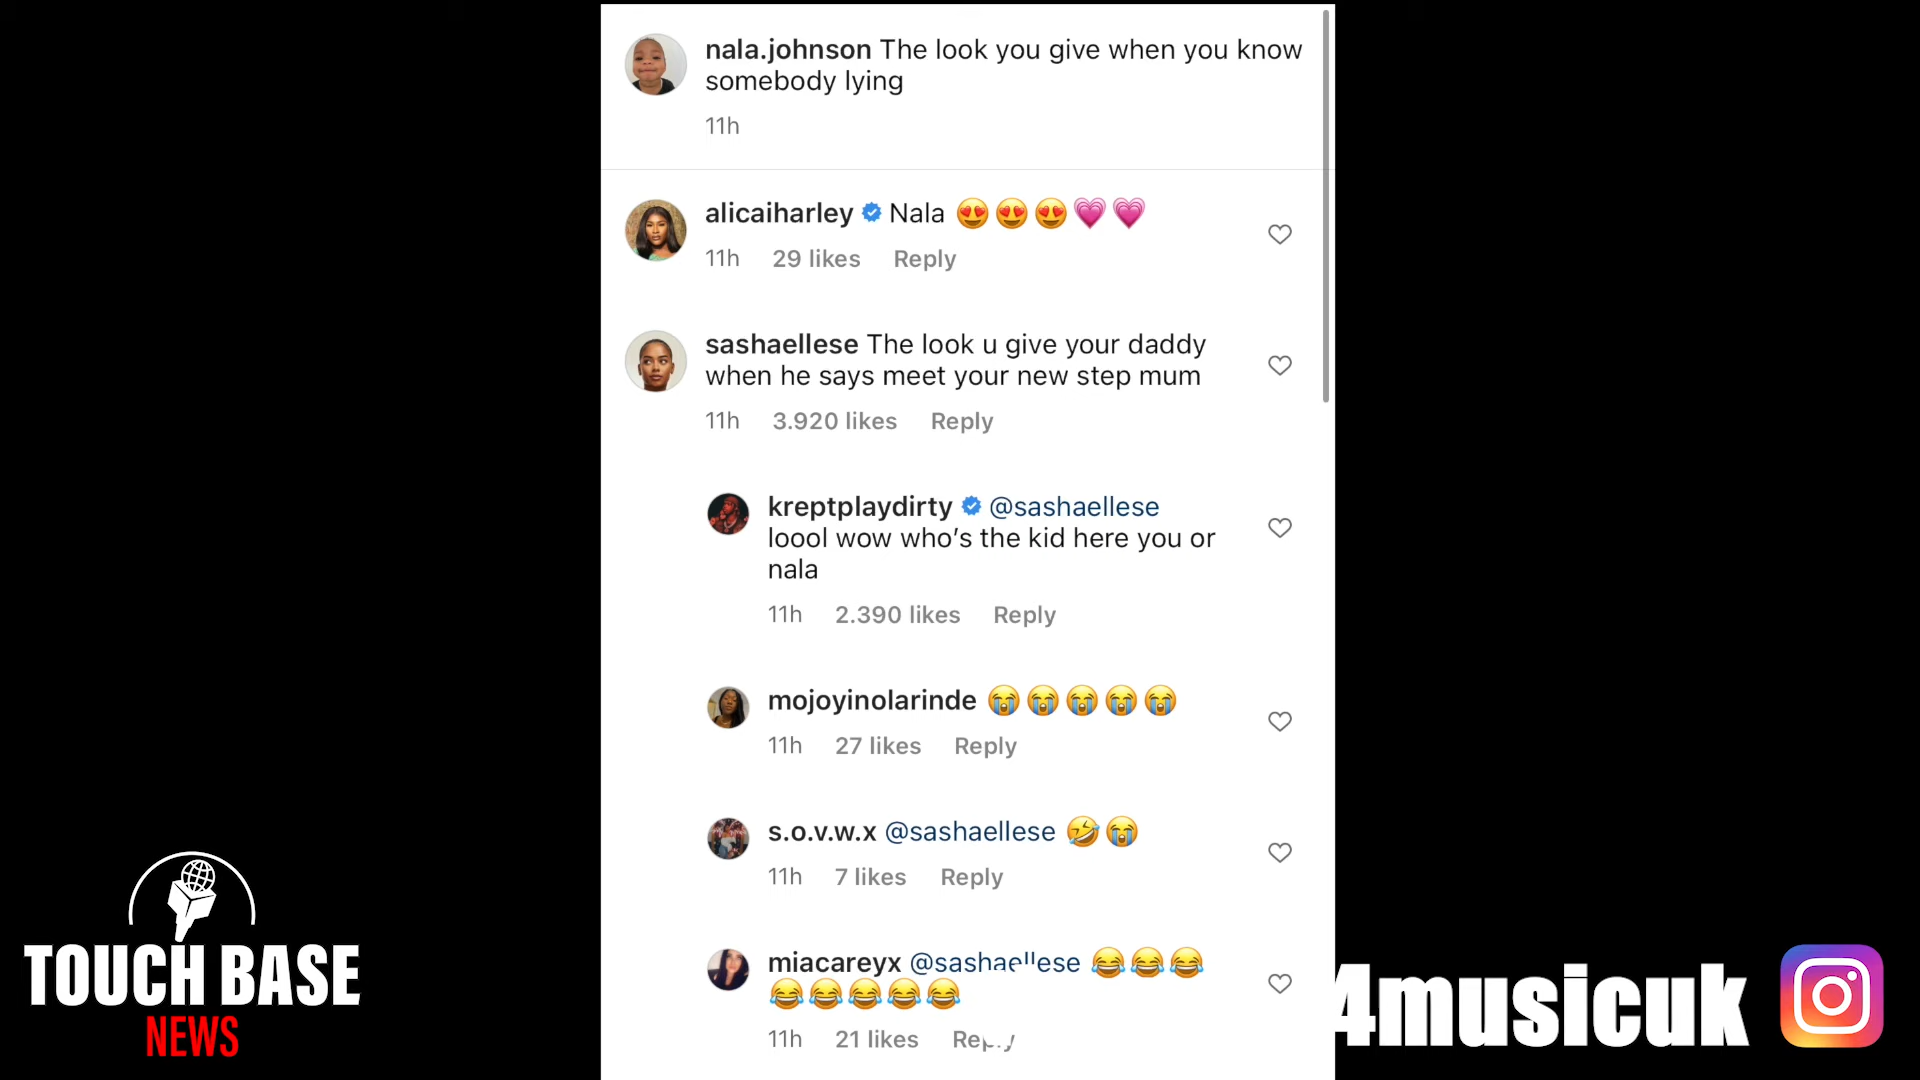 nala.johnson The look you give when you know
somebody lying
11h
alicaiharley Nala 😍😍😍💗💗
11h 29 likes Reply
sashaellese The look u give your daddy
when he says meet your new step mum
11h 3.920 likes Reply
kreptplaydirty @sashaellese
loool wow who's the kid here you or
nala
11h 2.390 likes Reply
mojoyinolarinde 😭😭😭😭😭
11h 27 likes Reply
s.o.v.w.x @sashaellese 🤣😭
11h 7 likes Reply
miacareyx @sashaellese 😂😂😂
😂😂😂😂😂
11h 21 likes Reply
TOUCH BASE
NEWS
4musicuk